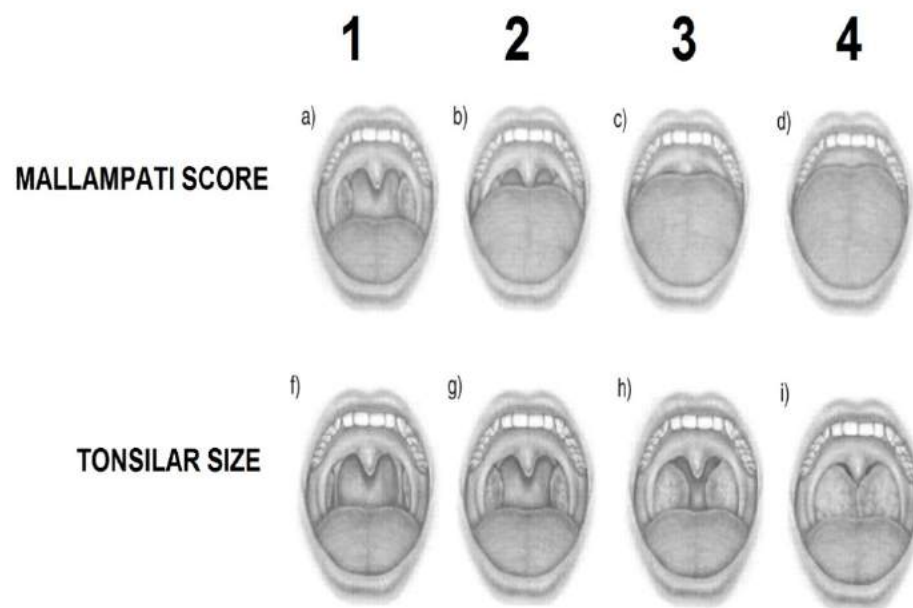 1 2 3 4
a) b) c) d)
MALLAMPATI SCORE
f) g) h) i)
TONSILAR SIZE